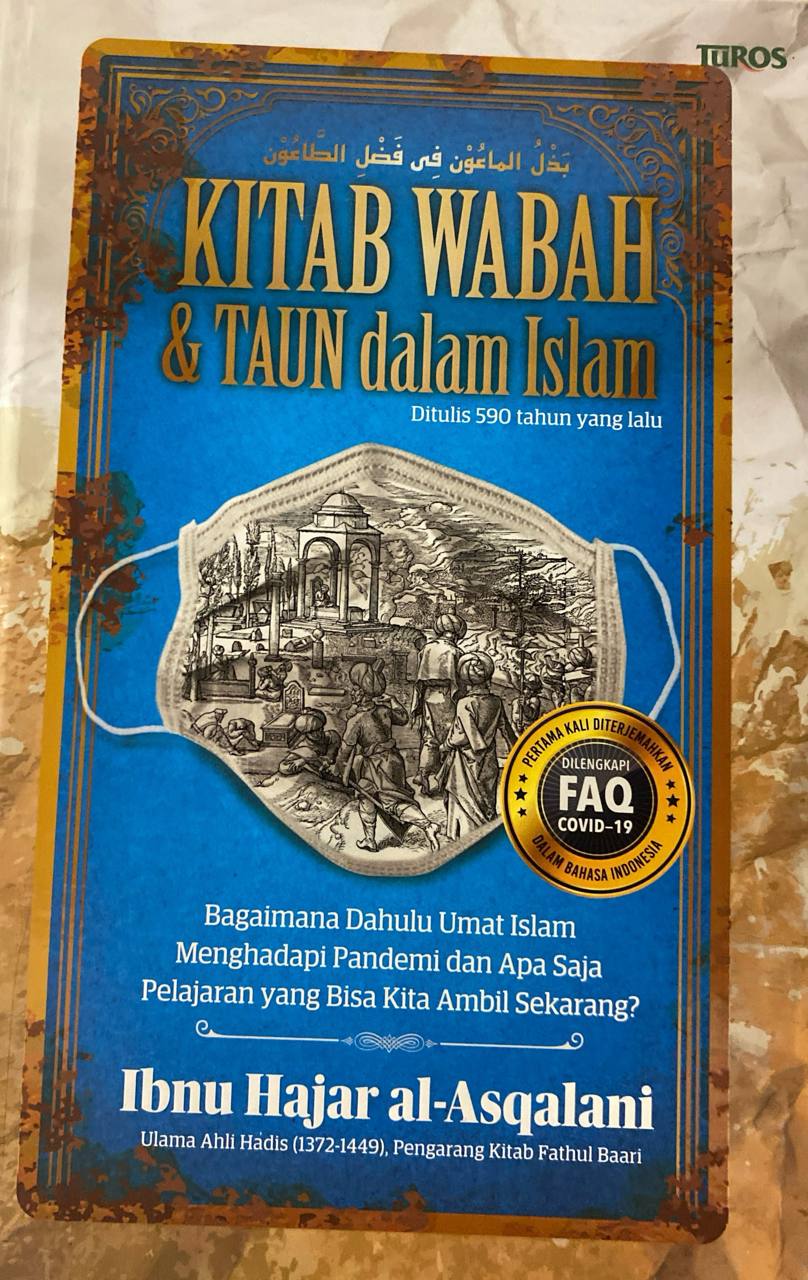 TUROS
بَذْلُ الماعُوْن فِى فَضْلِ الطَّاعُوْن
KITAB WABAH
& TAUN dalam Islam
Ditulis 590 tahun yang lalu
PERTAMA KALI DITERJEMAHKAN
DILENGKAPI
FAQ
COVID-19
DALAM BAHASA INDONESIA
Bagaimana Dahulu Umat Islam
Menghadapi Pandemi dan Apa Saja
Pelajaran yang Bisa Kita Ambil Sekarang?
Ibnu Hajar al-Asqalani
Ulama Ahli Hadis (1372-1449), Pengarang Kitab Fathul Baari